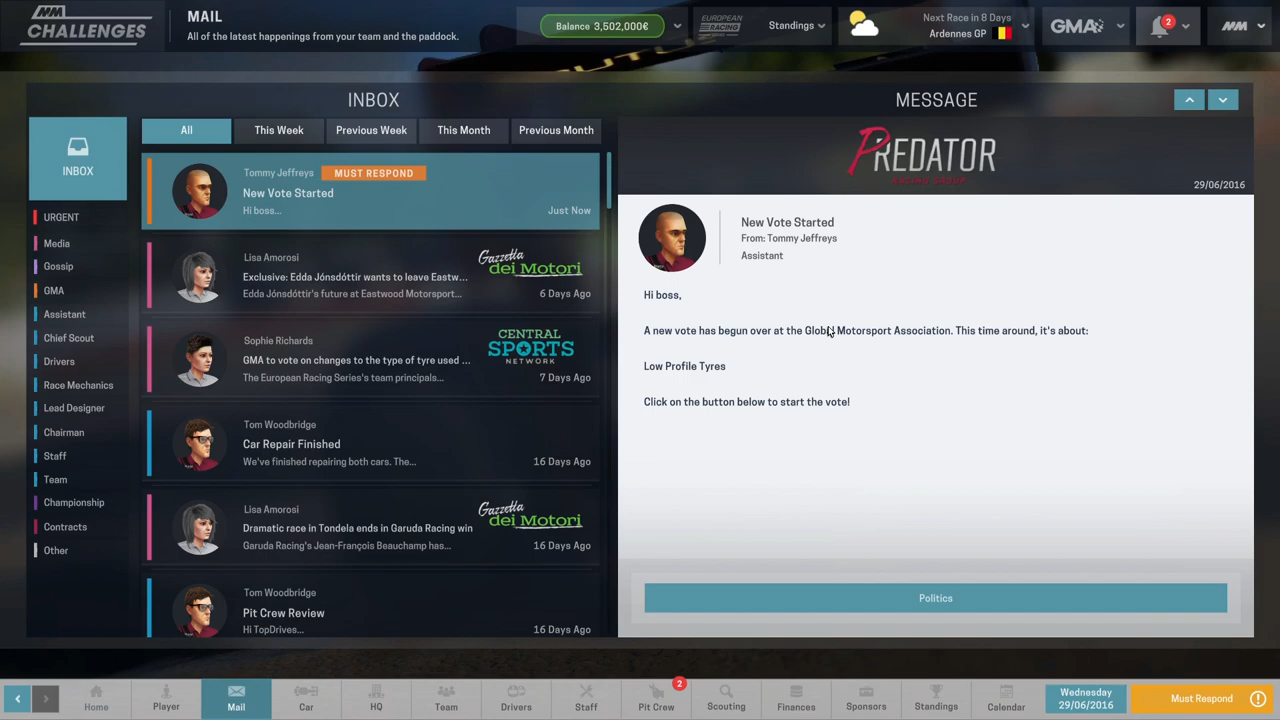 MM
CHALLENGES
MAIL
All of the latest happenings from your team and the paddock.
Balance 3,502,000€
EUROPEAN
RACING
SERIES
Standings
Next Race in 8 Days
Ardennes GP
GMA
2
MM
INBOX
MESSAGE
INBOX
URGENT
Media
Gossip
GMA
Assistant
Chief Scout
Drivers
Race Mechanics
Lead Designer
Chairman
Staff
Team
Championship
Contracts
Other
All
This Week
Previous Week
This Month
Previous Month
Tommy Jeffreys
MUST RESPOND
New Vote Started
Hi boss...
Just Now
Lisa Amorosi
Gazzetta
dei Motori
Exclusive: Edda Jónsdóttir wants to leave Eastw...
Edda Jónsdóttir's future at Eastwood Motorsport...
6 Days Ago
Sophie Richards
CENTRAL
SPORTS
NETWORK
GMA to vote on changes to the type of tyre used ...
The European Racing Series's team principals...
7 Days Ago
Tom Woodbridge
Car Repair Finished
We've finished repairing both cars. The...
16 Days Ago
Lisa Amorosi
Gazzetta
dei Motori
Dramatic race in Tondela ends in Garuda Racing win
Garuda Racing's Jean-François Beauchamp has...
16 Days Ago
Tom Woodbridge
Pit Crew Review
Hi TopDrives...
16 Days Ago
PREDATOR
RACING GROUP
29/06/2016
New Vote Started
From: Tommy Jeffreys
Assistant
Hi boss,
A new vote has begun over at the Global Motorsport Association. This time around, it's about:
Low Profile Tyres
Click on the button below to start the vote!
Politics
Home
Player
Mail
Car
HQ
Team
Drivers
Staff
2
Pit Crew
Scouting
Finances
Sponsors
Standings
Calendar
Wednesday
29/06/2016
Must Respond